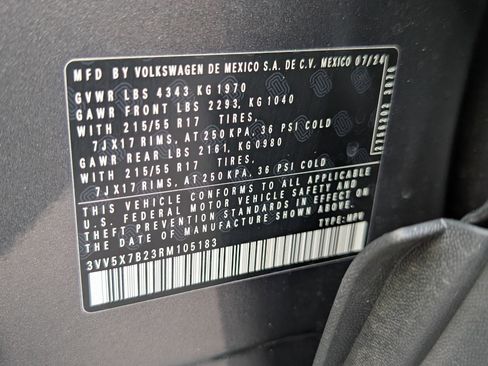 MFD BY VOLKSWAGEN DE MEXICO S.A. DE C.V. MEXICO 07/24
GVWR LBS 4343 KG 1970
GAWR FRONT LBS 2293, KG 1040
WITH 215/55 R17 TIRES,
7JX17 RIMS, AT 250 KPA, 36 PSI COLD
GAWR REAR LBS 2161, KG 0980
WITH 215/55 R17 TIRES,
7JX17 RIMS, AT 250 KPA, 36 PSI COLD
THIS VEHICLE CONFORMS TO ALL APPLICABLE
U.S. FEDERAL MOTOR VEHICLE SAFETY AND
THEFT PREVENTION STANDARDS IN EFFECT ON
THE DATE OF MANUFACTURE SHOWN ABOVE.
TYPE: MPV
3VV5X7B23RM105183